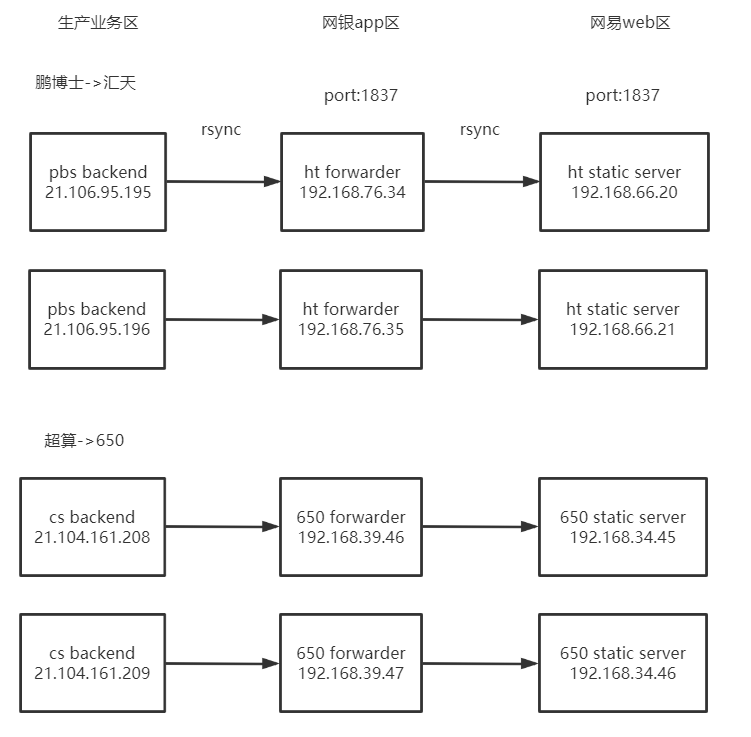 生产业务区 网银app区 网易web区
鹏博士->汇天
port:1837 port:1837
rsync rsync
pbs backend
21.106.95.195
ht forwarder
192.168.76.34
ht static server
192.168.66.20
pbs backend
21.106.95.196
ht forwarder
192.168.76.35
ht static server
192.168.66.21
超算->650
cs backend
21.104.161.208
650 forwarder
192.168.39.46
650 static server
192.168.34.45
cs backend
21.104.161.209
650 forwarder
192.168.39.47
650 static server
192.168.34.46